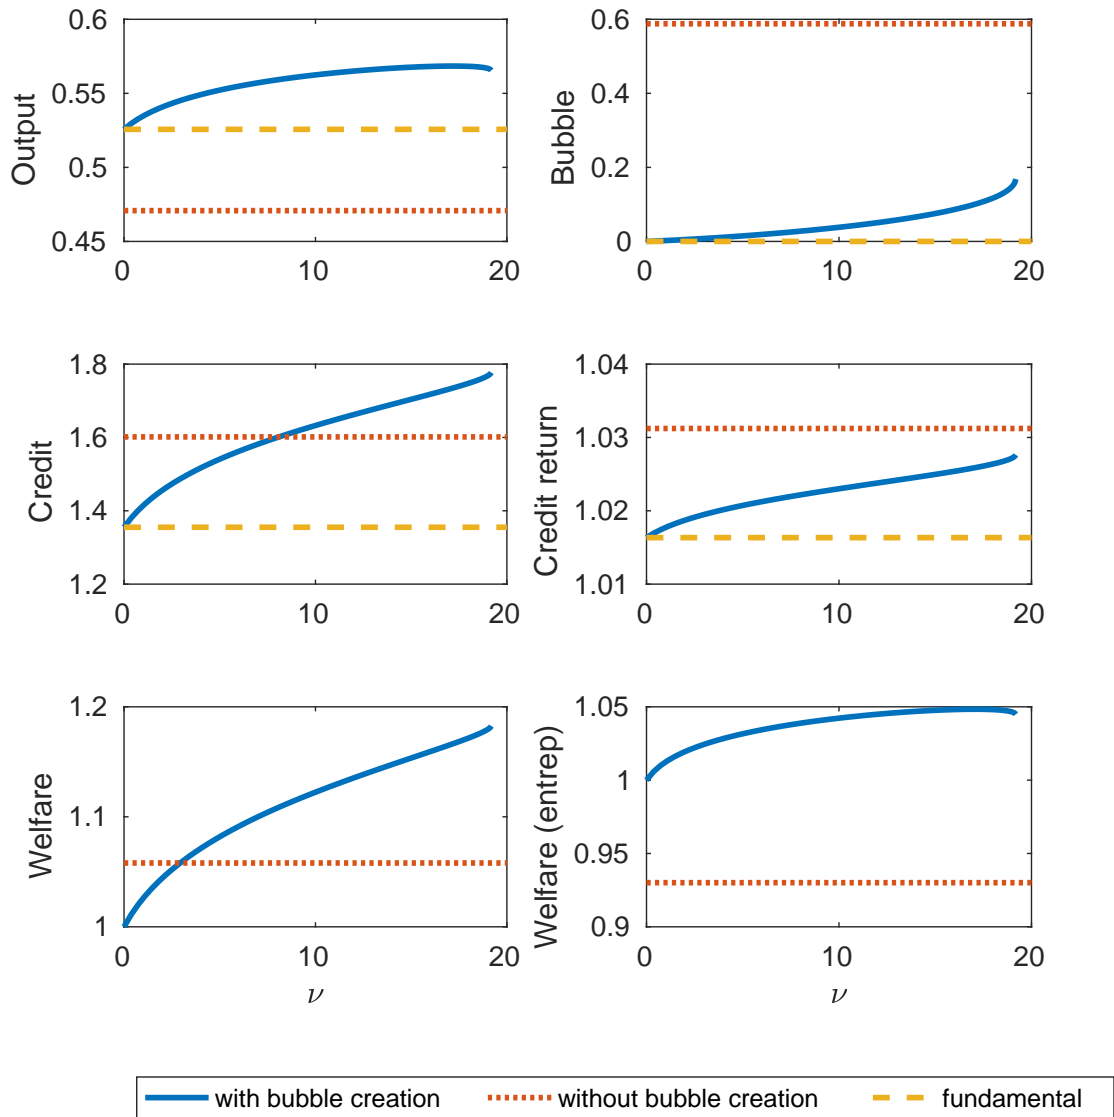 Output
0.6
0.55
0.5
0.45
0 10 20
Bubble
0.6
0.4
0.2
0
0 10 20
Credit
1.8
1.6
1.4
1.2
0 10 20
Credit return
1.04
1.03
1.02
1.01
0 10 20
Welfare
1.2
1.1
1
0 10 20
ν
Welfare (entrep)
1.05
1
0.95
0.9
0 10 20
ν
with bubble creation without bubble creation fundamental